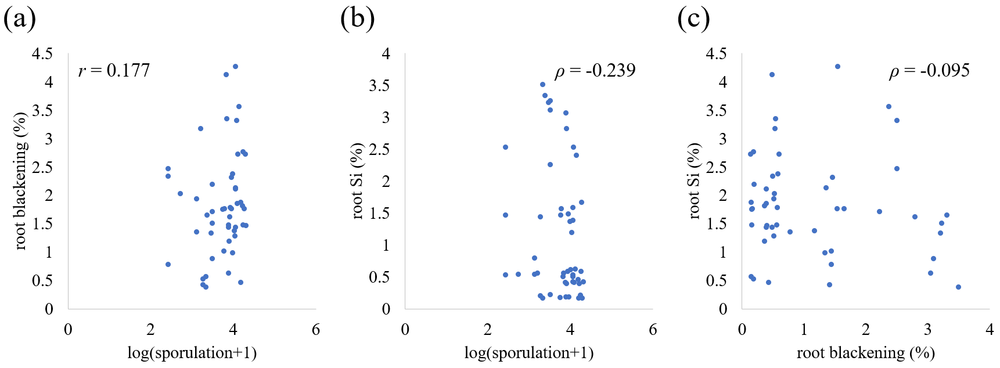 (a)
r = 0.177
root blackening (%)
4.5
4
3.5
3
2.5
2
1.5
1
0.5
0
0 2 4 6
log(sporulation+1)
(b)
ρ = -0.239
root Si (%)
4
3.5
3
2.5
2
1.5
1
0.5
0
0 2 4 6
log(sporulation+1)
(c)
ρ = -0.095
root Si (%)
4.5
4
3.5
3
2.5
2
1.5
1
0.5
0
0 1 2 3 4
root blackening (%)